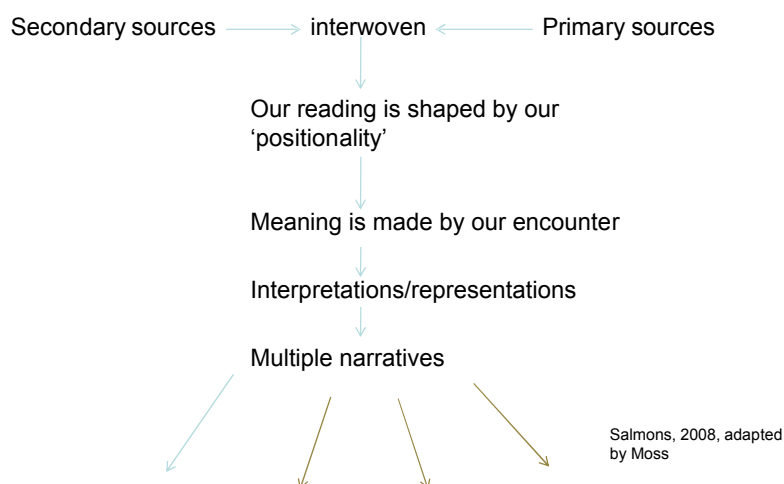 Secondary sources interwoven Primary sources
Our reading is shaped by our
‘positionality’
Meaning is made by our encounter
Interpretations/representations
Multiple narratives
Salmons, 2008, adapted
by Moss